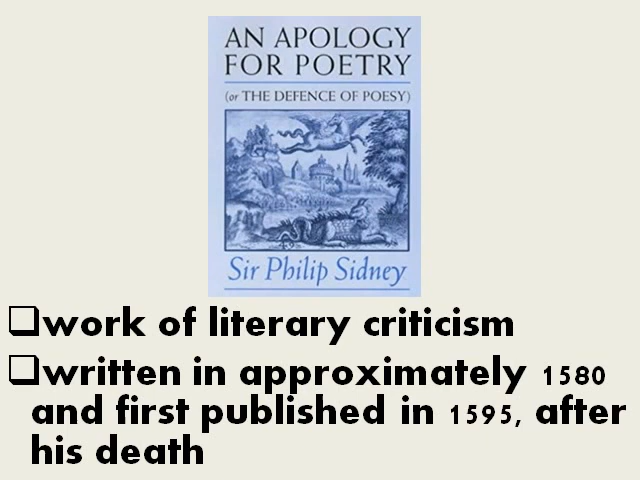 AN APOLOGY
FOR POETRY
(or THE DEFENCE OF POESY)
Sir Philip Sidney
❑work of literary criticism
❑written in approximately 1580
and first published in 1595, after
his death